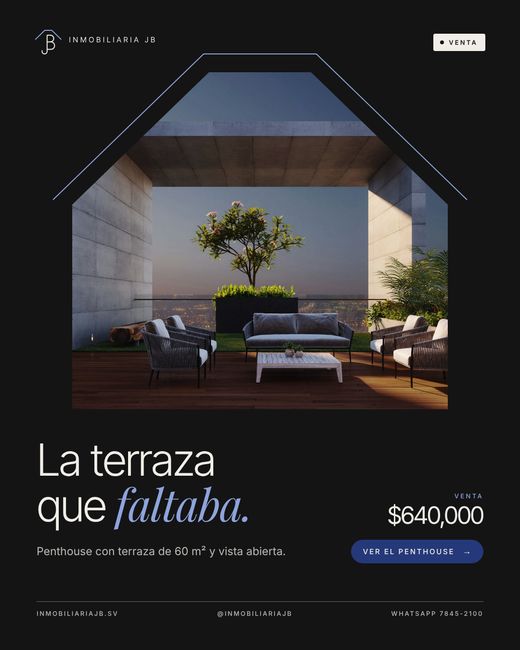 JB
INMOBILIARIA JB
VENTA
La terraza
que faltaba.
Penthouse con terraza de 60 m² y vista abierta.
VENTA
$640,000
VER EL PENTHOUSE →
INMOBILIARIAJB.SV
@INMOBILIARIAJB
WHATSAPP 7845-2100